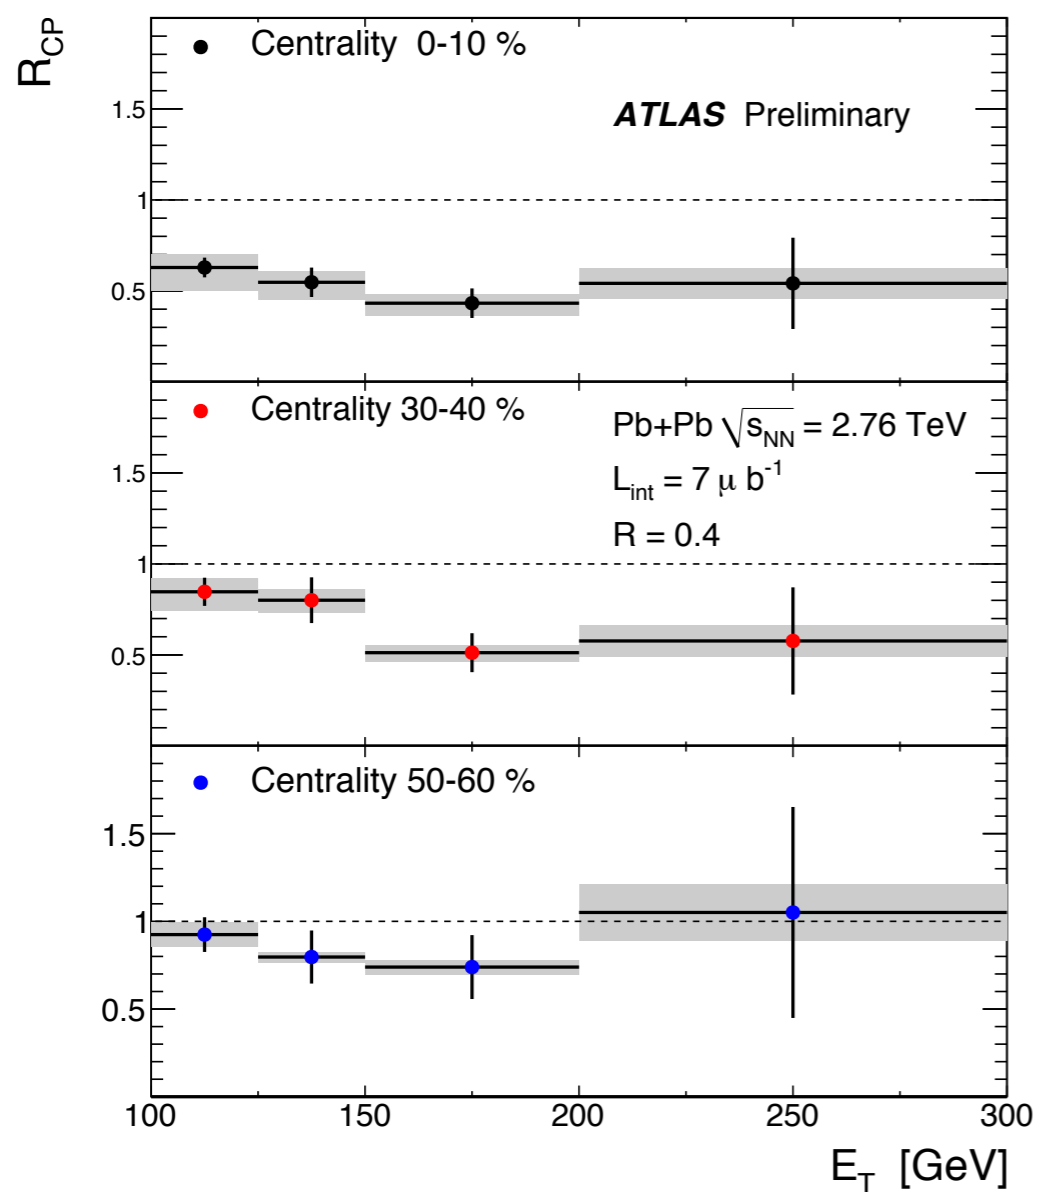 R_CP
Centrality 0-10 %
ATLAS Preliminary
1.5
1
0.5
Centrality 30-40 %
Pb+Pb √s_NN = 2.76 TeV
L_int = 7 μ b^-1
R = 0.4
1.5
1
0.5
Centrality 50-60 %
1.5
1
0.5
100 150 200 250 300
E_T [GeV]